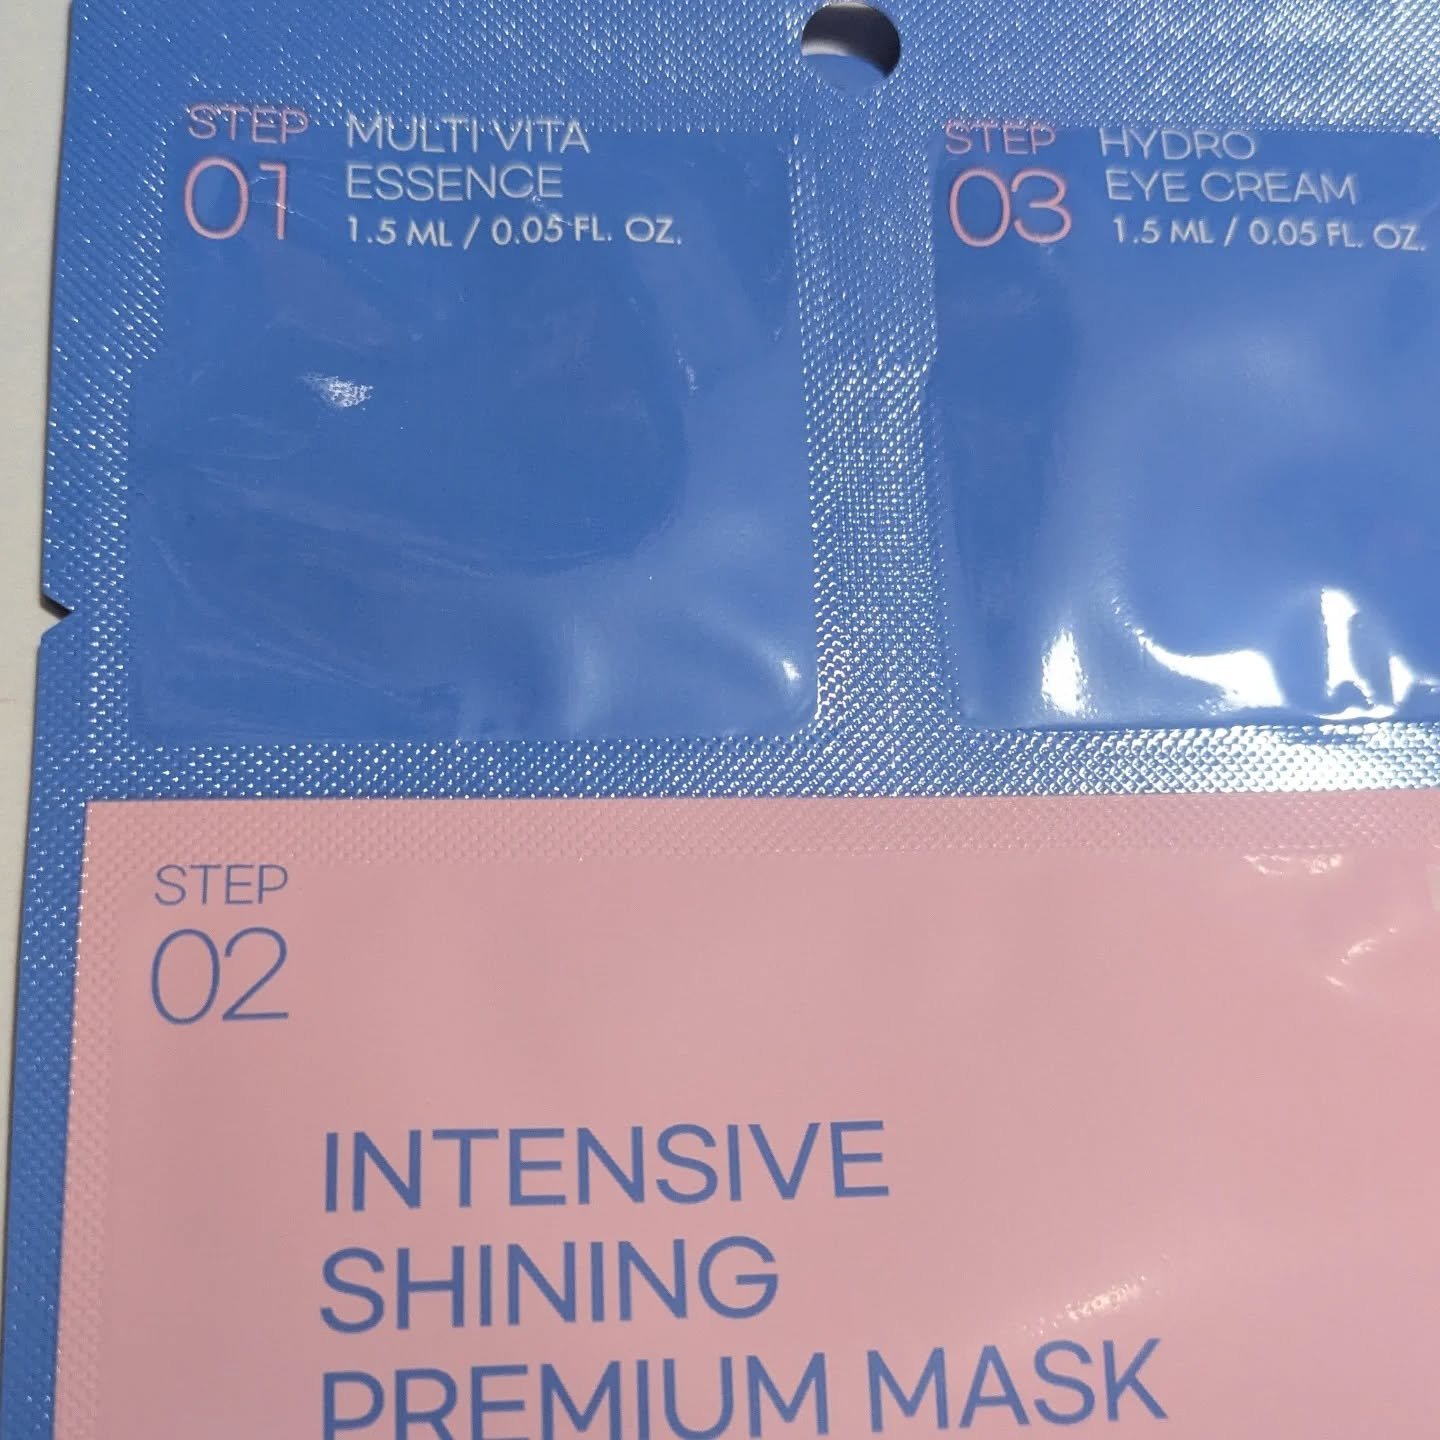 STEP
01
MULTI VITA
ESSENCE
1.5 ML / 0.05 FL. OZ.
STEP
03
HYDRO
EYE CREAM
1.5 ML / 0.05 FL. OZ.
STEP
02
INTENSIVE
SHINING
PREMIUM MASK